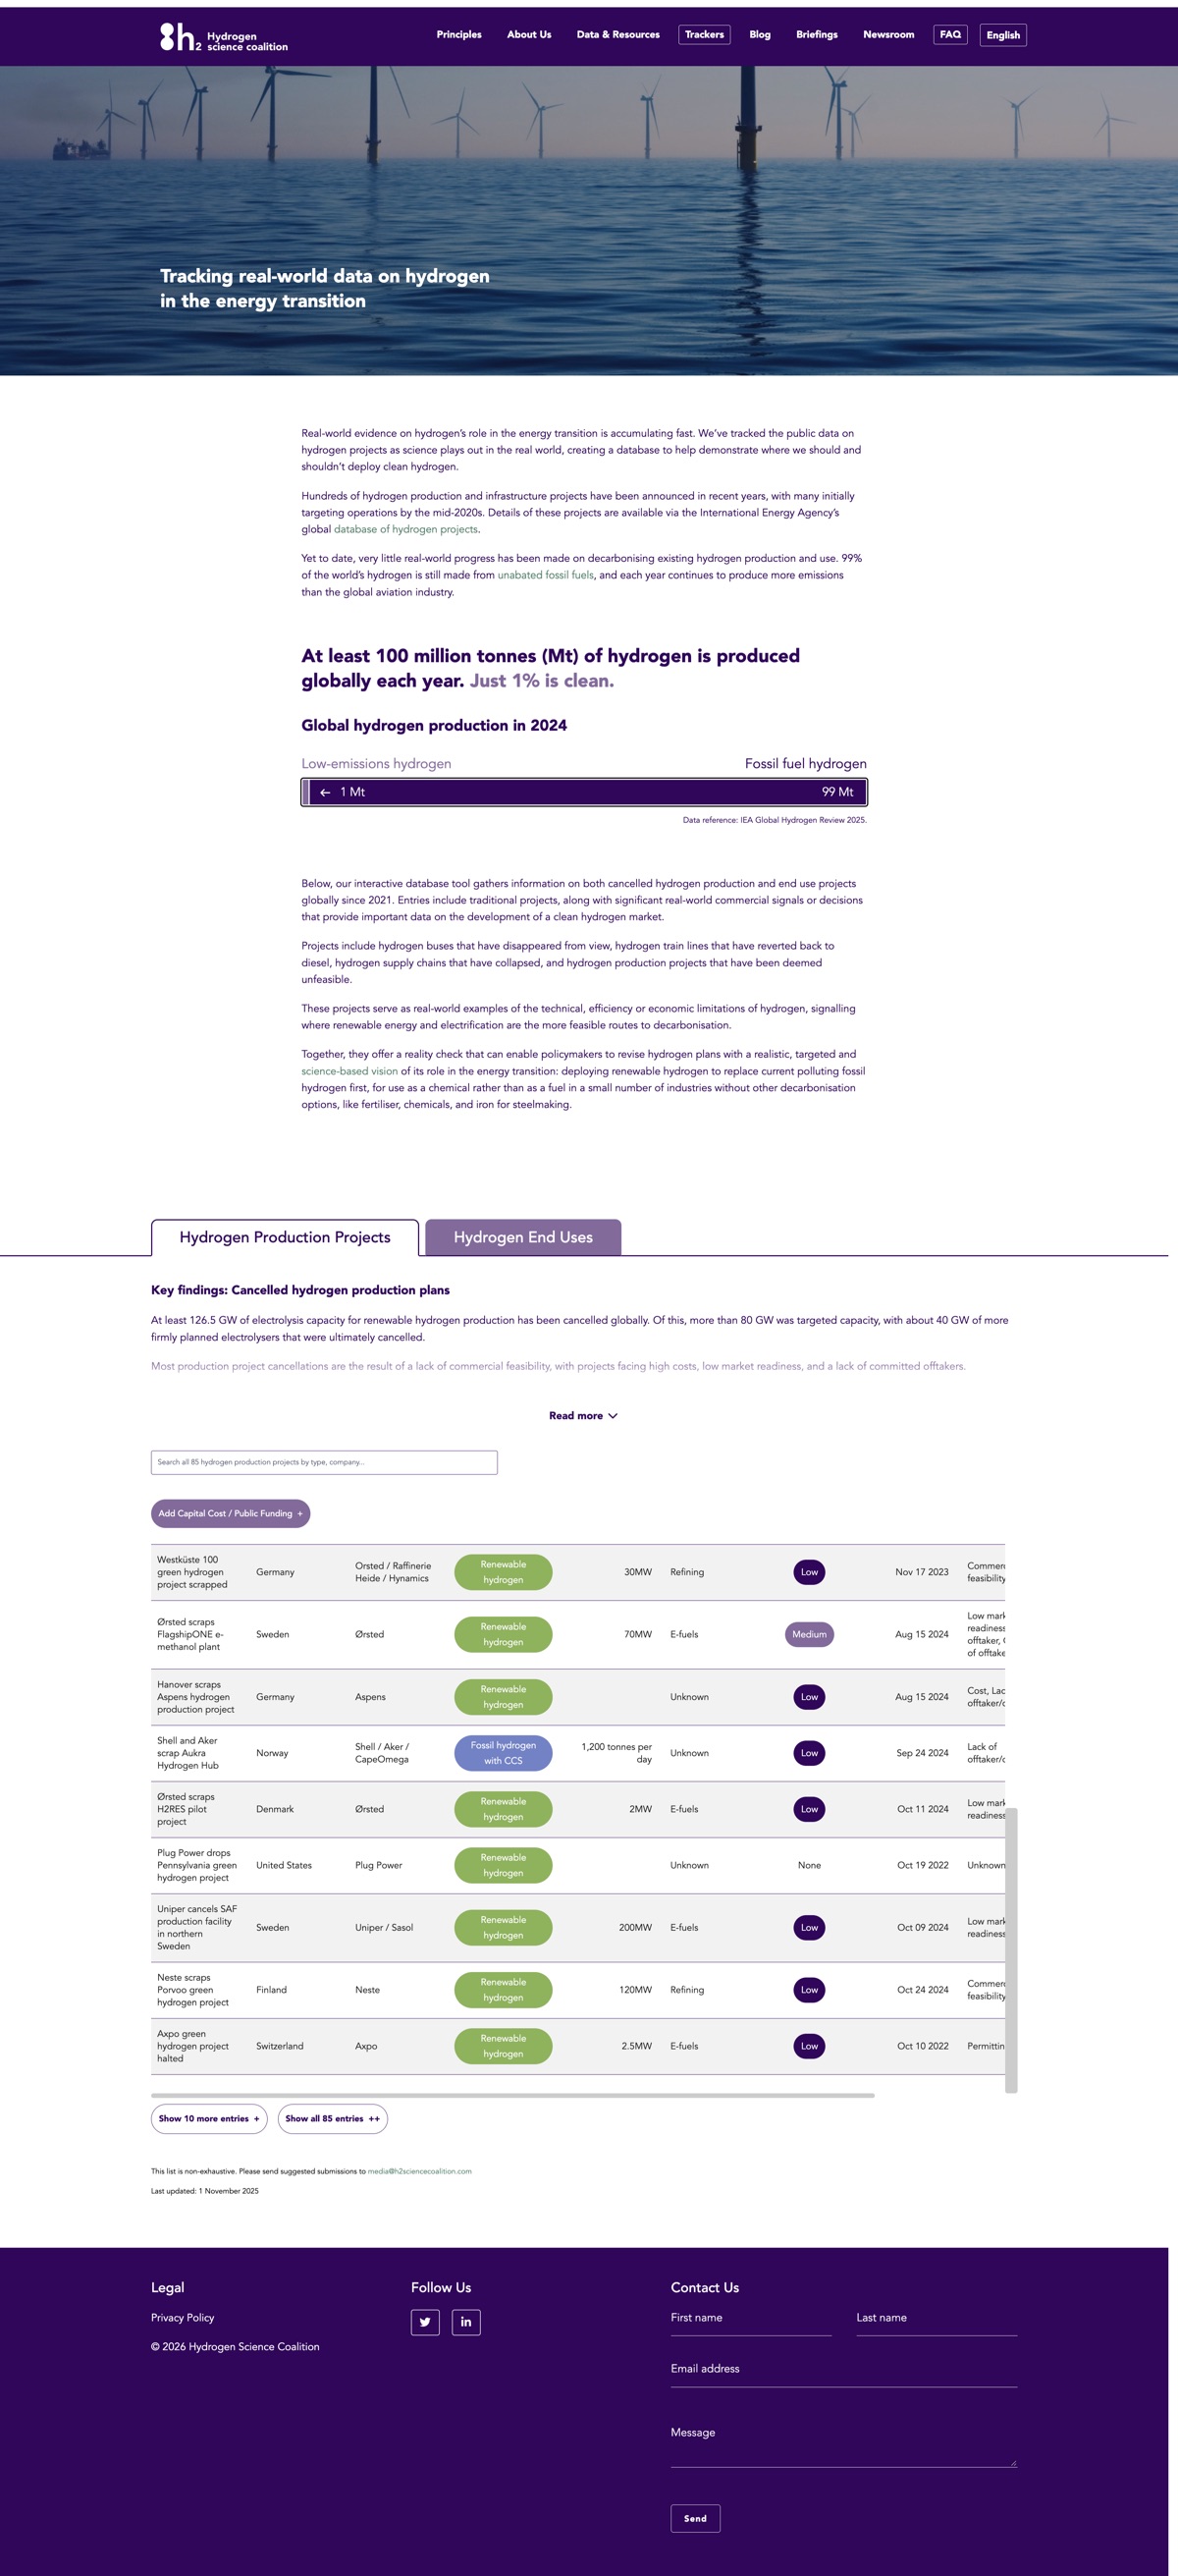 8h2 Hydrogen
science coalition
Principles
About Us
Data & Resources
Trackers
Blog
Briefings
Newsroom
FAQ
English
Tracking real-world data on hydrogen
in the energy transition
Real-world evidence on hydrogen's role in the energy transition is accumulating fast. We've tracked the public data on
hydrogen projects as science plays out in the real world, creating a database to help demonstrate where we should and
shouldn't deploy clean hydrogen.
Hundreds of hydrogen production and infrastructure projects have been announced in recent years, with many initially
targeting operations by the mid-2020s. Details of these projects are available via the International Energy Agency's
global database of hydrogen projects.
Yet to date, very little real-world progress has been made on decarbonising existing hydrogen production and use. 99%
of the world's hydrogen is still made from unabated fossil fuels, and each year continues to produce more emissions
than the global aviation industry.
At least 100 million tonnes (Mt) of hydrogen is produced
globally each year. Just 1% is clean.
Global hydrogen production in 2024
Low-emissions hydrogen
Fossil fuel hydrogen
← 1 Mt
99 Mt
Data reference: IEA Global Hydrogen Review 2025.
Below, our interactive database tool gathers information on both cancelled hydrogen production and end use projects
globally since 2021. Entries include traditional projects, along with significant real-world commercial signals or decisions
that provide important data on the development of a clean hydrogen market.
Projects include hydrogen buses that have disappeared from view, hydrogen train lines that have reverted back to
diesel, hydrogen supply chains that have collapsed, and hydrogen production projects that have been deemed
unfeasible.
These projects serve as real-world examples of the technical, efficiency or economic limitations of hydrogen, signalling
where renewable energy and electrification are the more feasible routes to decarbonisation.
Together, they offer a reality check that can enable policymakers to revise hydrogen plans with a realistic, targeted and
science-based vision of its role in the energy transition: deploying renewable hydrogen to replace current polluting fossil
hydrogen first, for use as a chemical rather than as a fuel in a small number of industries without other decarbonisation
options, like fertiliser, chemicals, and iron for steelmaking.
Hydrogen Production Projects
Hydrogen End Uses
Key findings: Cancelled hydrogen production plans
At least 126.5 GW of electrolysis capacity for renewable hydrogen production has been cancelled globally. Of this, more than 80 GW was targeted capacity, with about 40 GW of more
firmly planned electrolysers that were ultimately cancelled.
Most production project cancellations are the result of a lack of commercial feasibility, with projects facing high costs, low market readiness, and a lack of committed offtakers.
Read more
Search all 85 hydrogen production projects by type, company...
Add Capital Cost / Public Funding +
Westküste 100
green hydrogen
project scrapped
Germany
Orsted / Raffinerie
Heide / Hynamics
Renewable
hydrogen
30MW
Refining
Low
Nov 17 2023
Commerc
feasibility
Ørsted scraps
FlagshipONE e-
methanol plant
Sweden
Ørsted
Renewable
hydrogen
70MW
E-fuels
Medium
Aug 15 2024
Low mark
readiness
offtaker, C
of offtake
Hanover scraps
Aspens hydrogen
production project
Germany
Aspens
Renewable
hydrogen
Unknown
Low
Aug 15 2024
Cost, Lac
offtaker/c
Shell and Aker
scrap Aukra
Hydrogen Hub
Norway
Shell / Aker /
CapeOmega
Fossil hydrogen
with CCS
1,200 tonnes per
day
Unknown
Low
Sep 24 2024
Lack of
offtaker/c
Ørsted scraps
H2RES pilot
project
Denmark
Ørsted
Renewable
hydrogen
2MW
E-fuels
Low
Oct 11 2024
Low mark
readiness
Plug Power drops
Pennsylvania green
hydrogen project
United States
Plug Power
Renewable
hydrogen
Unknown
None
Oct 19 2022
Unknown
Uniper cancels SAF
production facility
in northern
Sweden
Sweden
Uniper / Sasol
Renewable
hydrogen
200MW
E-fuels
Low
Oct 09 2024
Low mark
readiness
Neste scraps
Porvoo green
hydrogen project
Finland
Neste
Renewable
hydrogen
120MW
Refining
Low
Oct 24 2024
Commerc
feasibility
Axpo green
hydrogen project
halted
Switzerland
Axpo
Renewable
hydrogen
2.5MW
E-fuels
Low
Oct 10 2022
Permittin
Show 10 more entries +
Show all 85 entries ++
This list is non-exhaustive. Please send suggested submissions to media@h2sciencecoalition.com
Last updated: 1 November 2025
Legal
Privacy Policy
© 2026 Hydrogen Science Coalition
Follow Us
in
Contact Us
First name
Last name
Email address
Message
Send